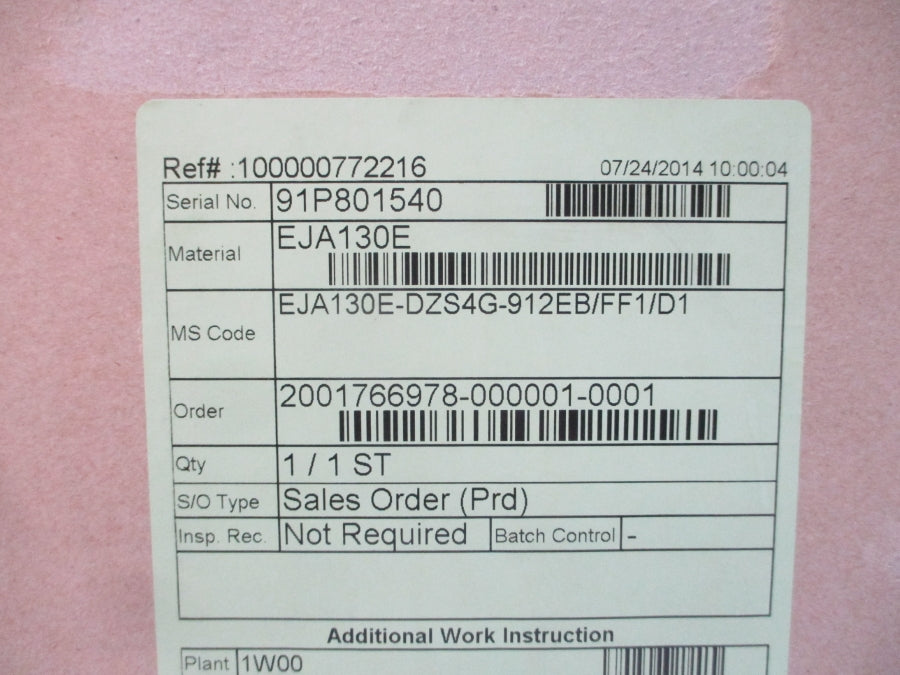 Ref# :100000772216 07/24/2014 10:00:04
Serial No. 91P801540
Material EJA130E
MS Code EJA130E-DZS4G-912EB/FF1/D1
Order 2001766978-000001-0001
Qty 1 / 1 ST
S/O Type Sales Order (Prd)
Insp. Rec. Not Required Batch Control -
Additional Work Instruction
Plant 1W00